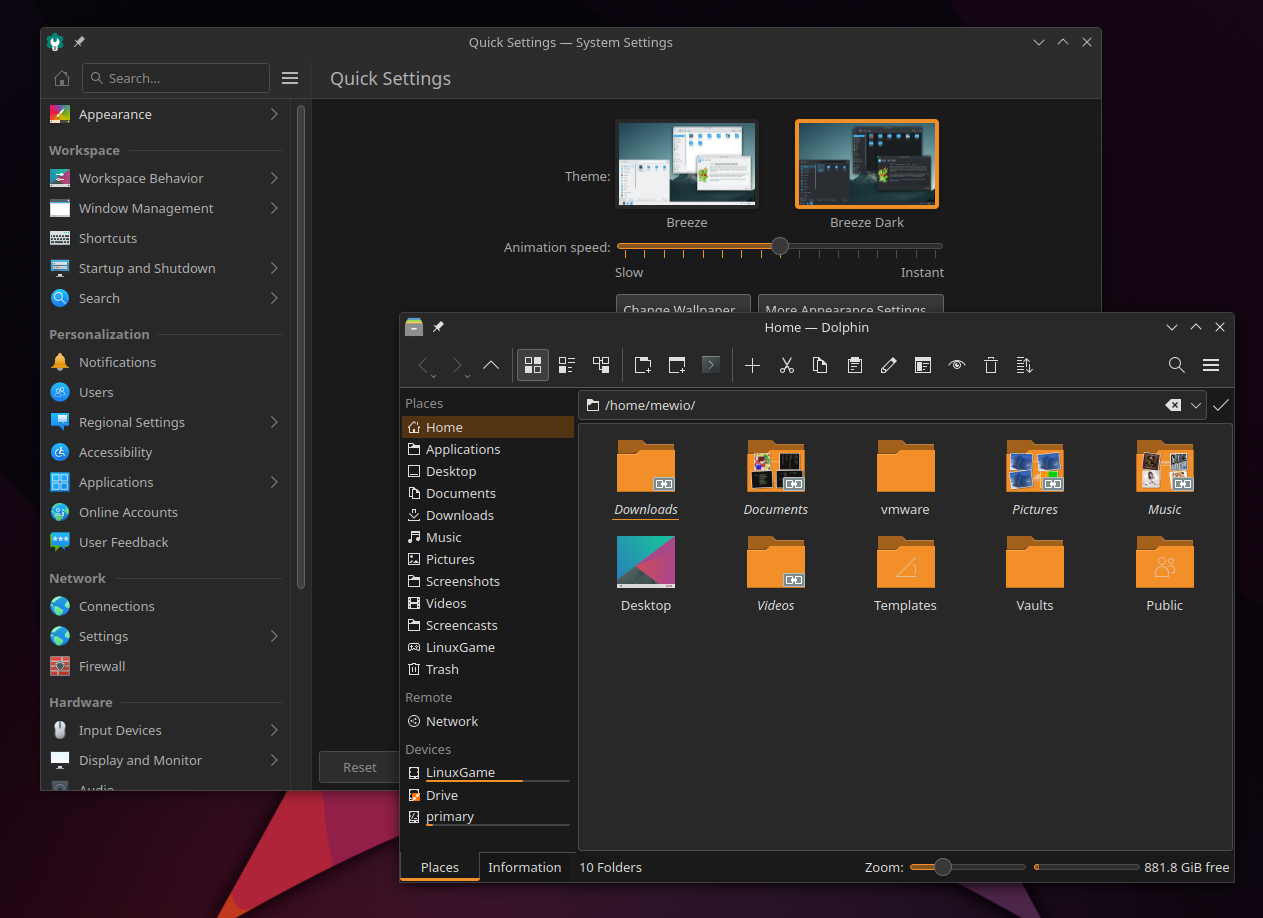 Quick Settings — System Settings
Search...
Quick Settings
Appearance
Workspace
Workspace Behavior
Window Management
Shortcuts
Startup and Shutdown
Search
Personalization
Notifications
Users
Regional Settings
Accessibility
Applications
Online Accounts
User Feedback
Network
Connections
Settings
Firewall
Hardware
Input Devices
Display and Monitor
Audio
Theme:
Breeze
Breeze Dark
Animation speed:
Slow
Instant
Change Wallpaper...
More Appearance Settings...
Reset
Home — Dolphin
Places
Home
Applications
Desktop
Documents
Downloads
Music
Pictures
Screenshots
Videos
Screencasts
LinuxGame
Trash
Remote
Network
Devices
LinuxGame
Drive
primary
Places
Information
/home/mewio/
Downloads
Documents
vmware
Pictures
Music
Desktop
Videos
Templates
Vaults
Public
10 Folders
Zoom:
881.8 GiB free